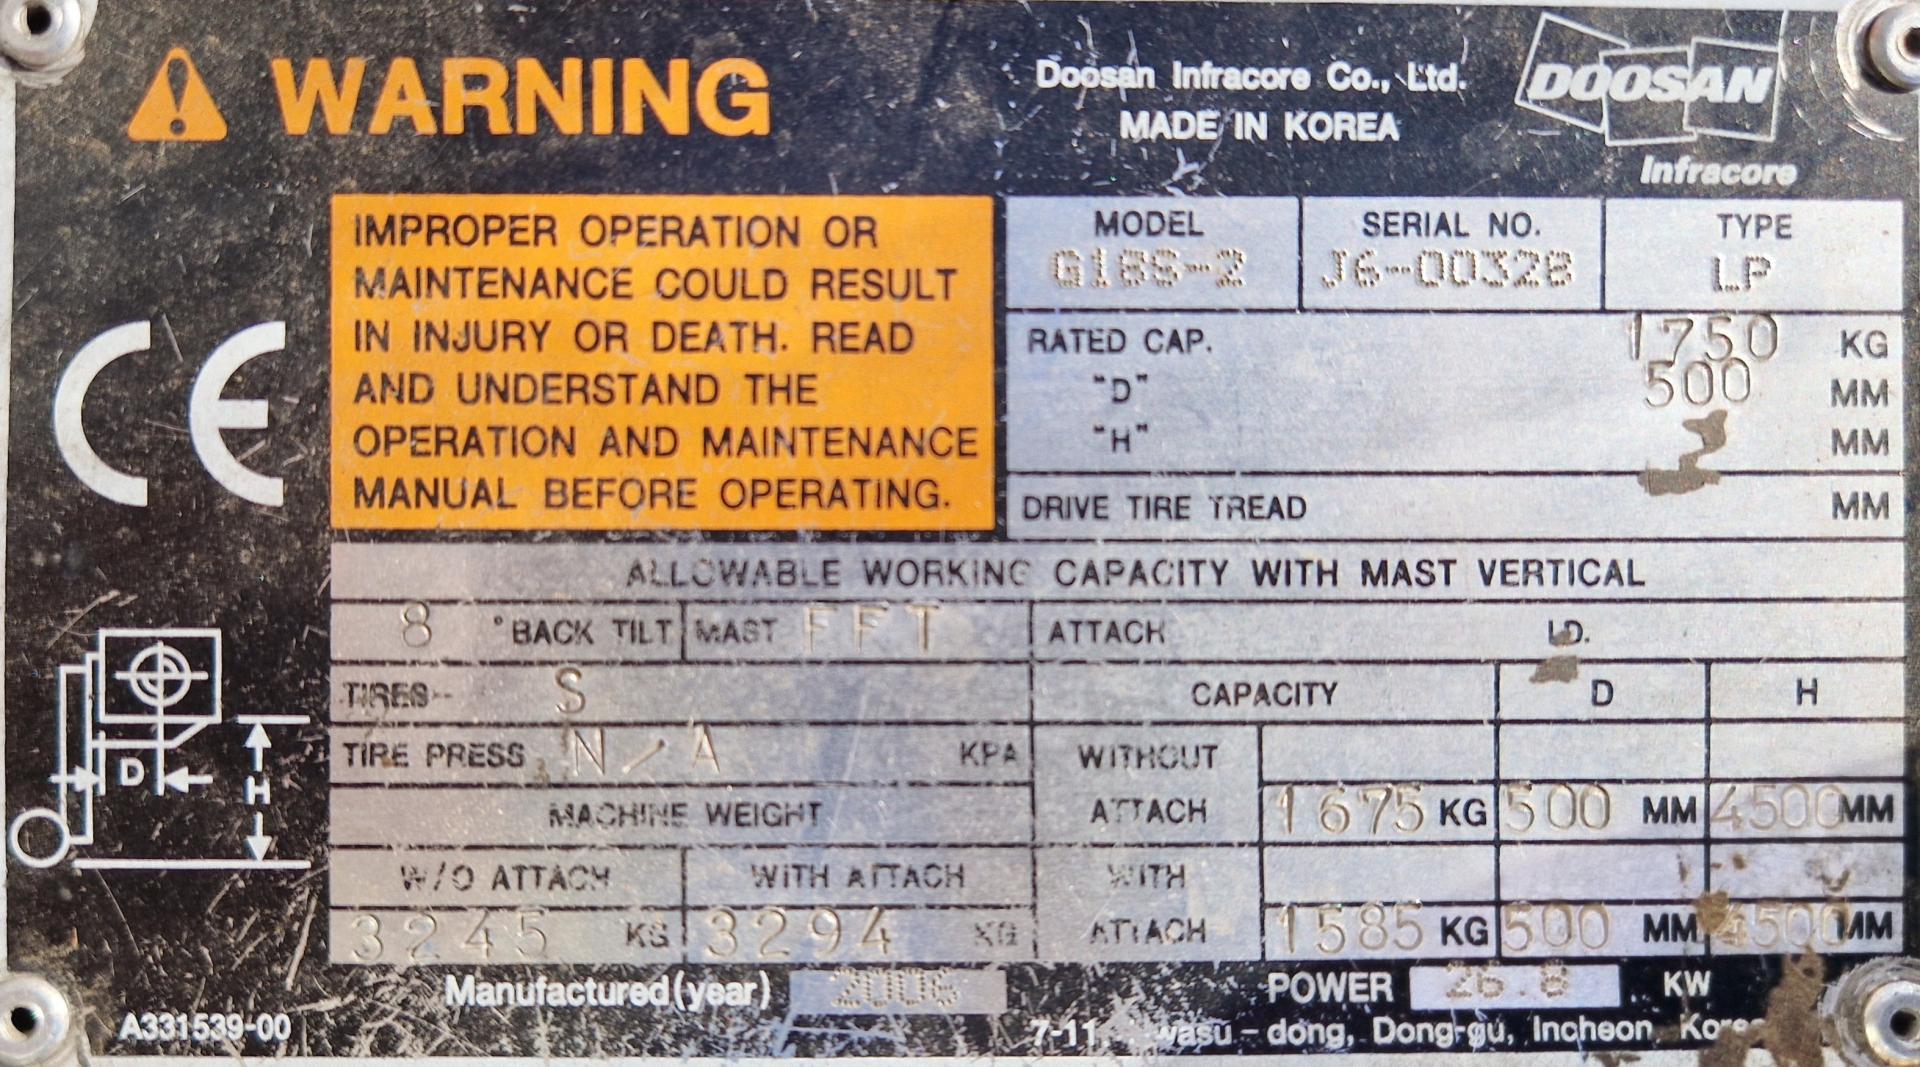 WARNING
Doosan Infracore Co., Ltd.
MADE IN KOREA
DOOSAN
Infracore
IMPROPER OPERATION OR
MAINTENANCE COULD RESULT
IN INJURY OR DEATH. READ
AND UNDERSTAND THE
OPERATION AND MAINTENANCE
MANUAL BEFORE OPERATING.
MODEL SERIAL NO. TYPE
G18S-2 J6-00328 LP
RATED CAP. 1750 KG
"D" 500 MM
"H" MM
DRIVE TIRE TREAD MM
CE
ALLOWABLE WORKING CAPACITY WITH MAST VERTICAL
8 °BACK TILT MAST FFT ATTACH I.D.
TIRES S CAPACITY D H
TIRE PRESS N/A KPA WITHOUT
MACHINE WEIGHT ATTACH 1675 KG 500 MM 4500 MM
W/O ATTACH WITH ATTACH WITH
3245 KG 3294 KG ATTACH 1585 KG 500 MM 4500 MM
D H
Manufactured (year) 2006 POWER 26.8 KW
A331539-00 7-11, dong, Dong-gu, Incheon, Korea